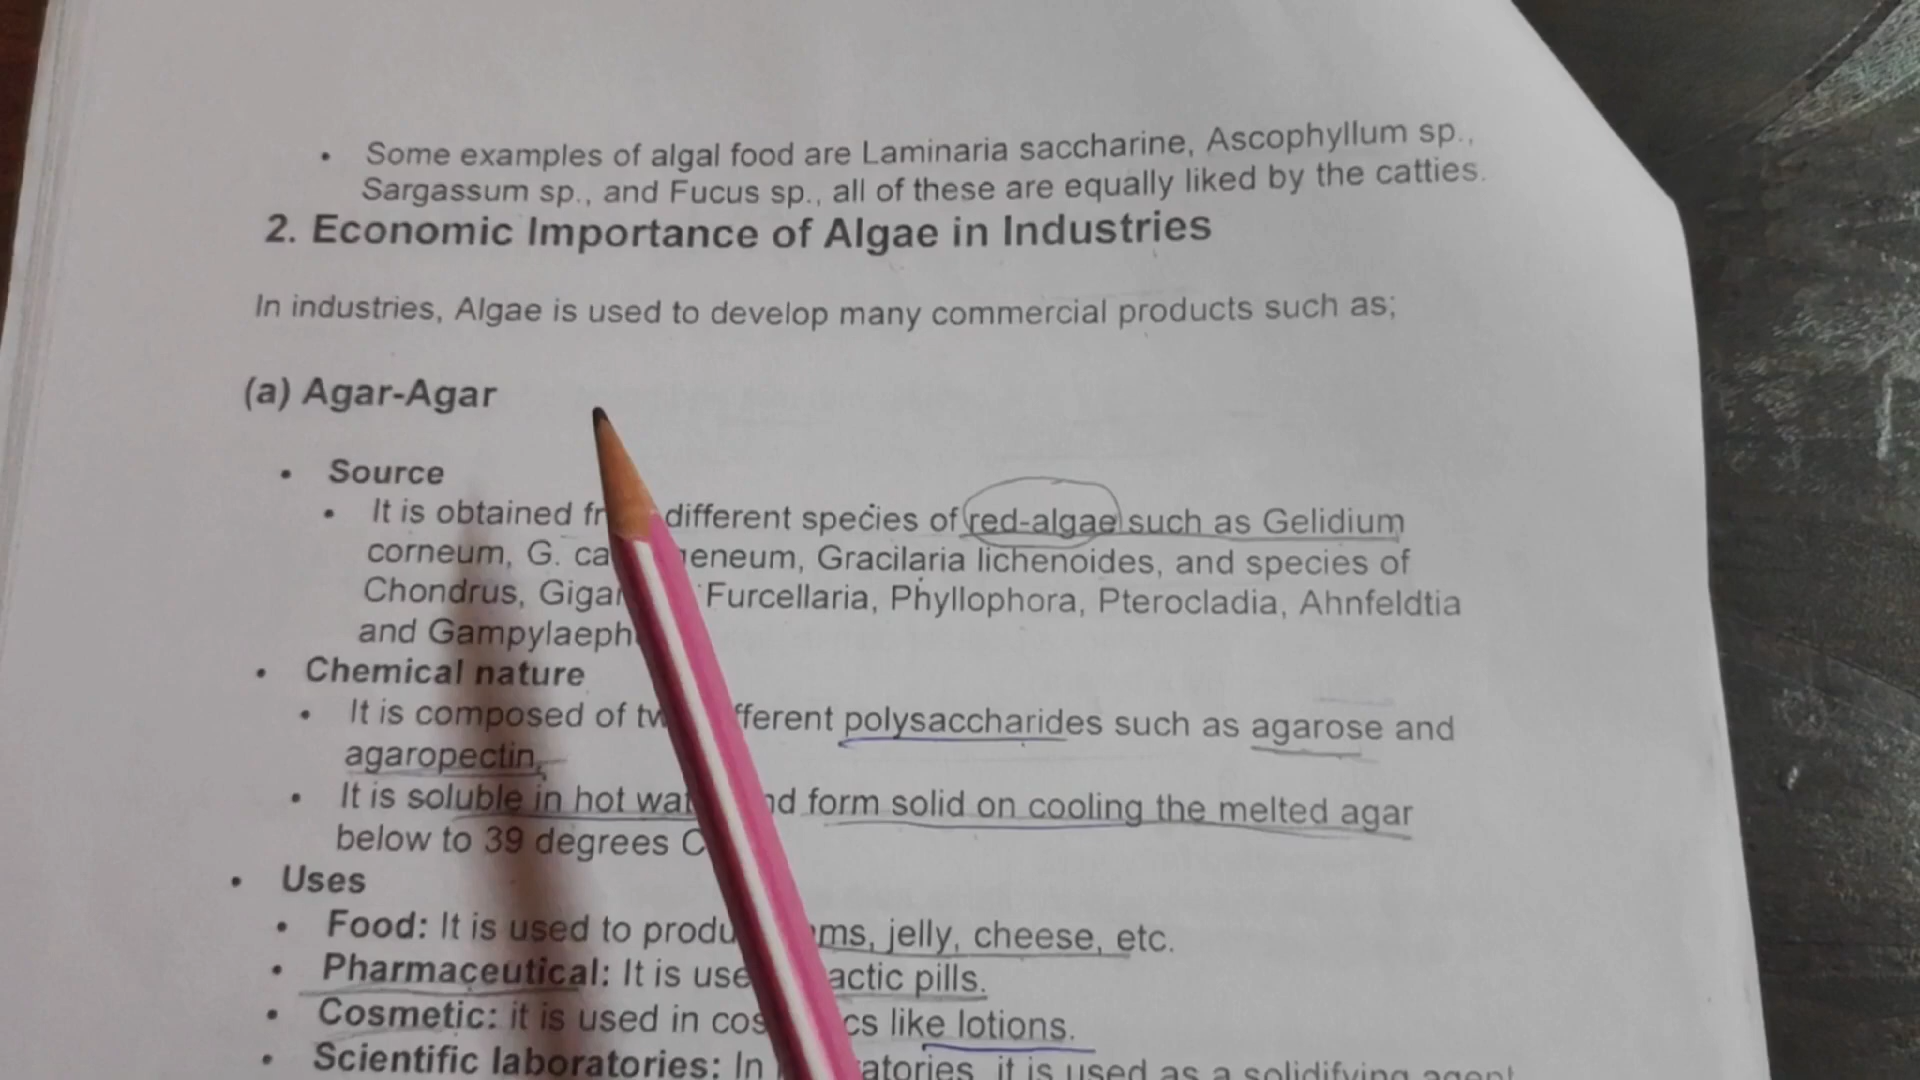 • Some examples of algal food are Laminaria saccharine, Ascophyllum sp.,
Sargassum sp., and Fucus sp., all of these are equally liked by the catties.
2. Economic Importance of Algae in Industries
In industries, Algae is used to develop many commercial products such as;
(a) Agar-Agar
• Source
• It is obtained different species of red-algae such as Gelidium
corneum, G. Gracilaria lichenoides, and species of
Chondrus, Furcellaria, Phyllophora, Pterocladia, Ahnfeldtia
and
• Chemical nature
• It is composed of polysaccharides such as agarose and
agaropectin.
• It is soluble in hot form solid on cooling the melted agar
below to 39 degrees C
• Uses
• Food: It is used to jelly, cheese, etc.
• Pharmaceutical: It is pills.
• Cosmetic: it is used in like lotions.
• Scientific laboratories: In it is used as a solidifying agent